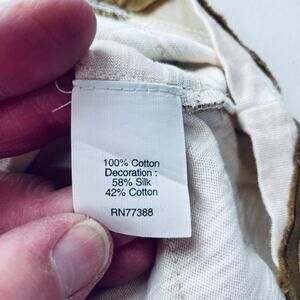 100% Cotton
Decoration :
58% Silk
42% Cotton
RN77388